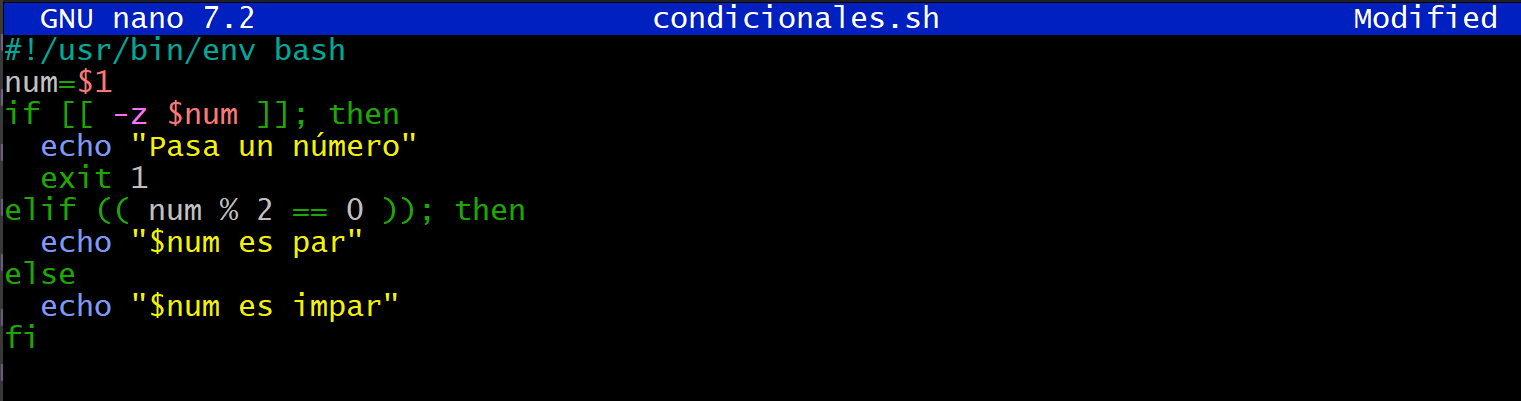 GNU nano 7.2 condicionales.sh Modified
#!/usr/bin/env bash
num=$1
if [[ -z $num ]]; then
  echo "Pasa un número"
  exit 1
elif (( num % 2 == 0 )); then
  echo "$num es par"
else
  echo "$num es impar"
fi